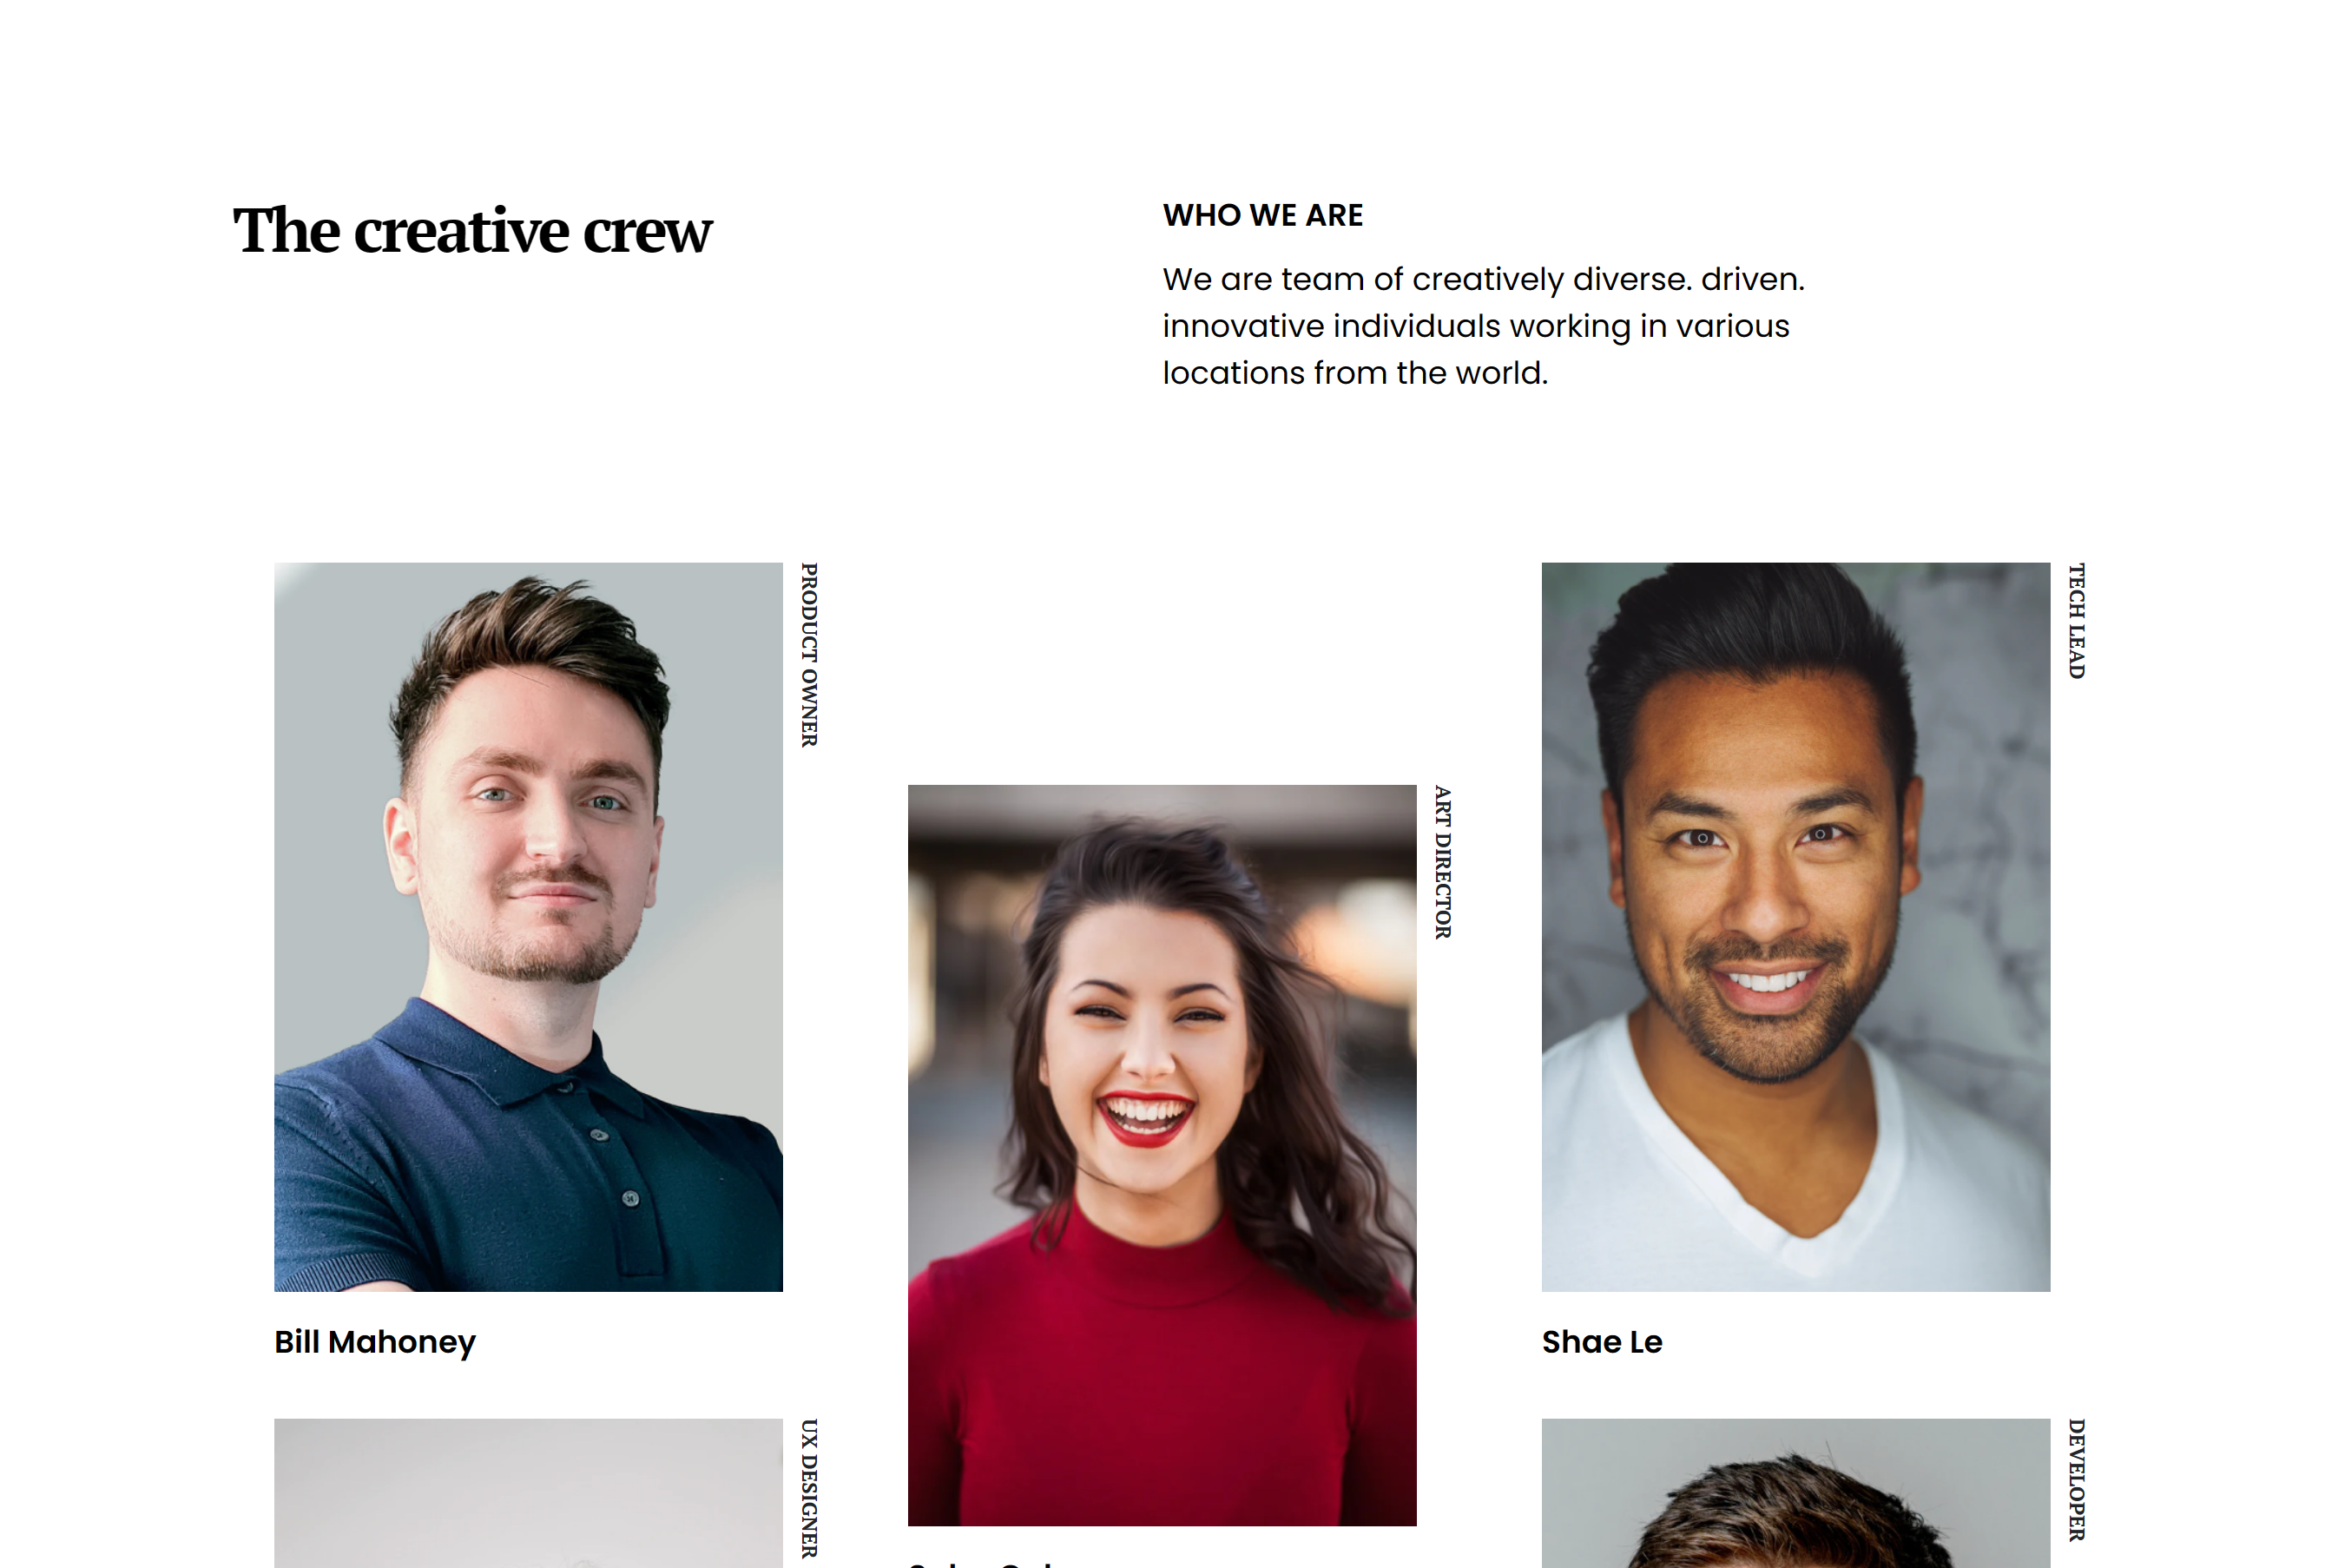 The creative crew
WHO WE ARE
We are team of creatively diverse. driven.
innovative individuals working in various
locations from the world.
PRODUCT OWNER
Bill Mahoney
ART DIRECTOR
TECH LEAD
Shae Le
UX DESIGNER
DEVELOPER